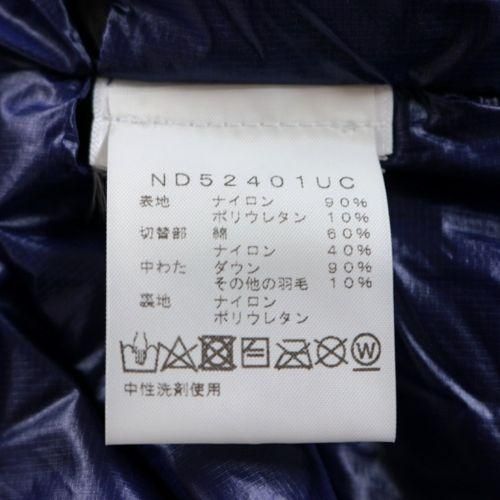 ND52401UC
表地 ナイロン 90%
ポリウレタン 10%
切替部 綿 60%
ナイロン 40%
中わた ダウン 90%
その他の羽毛 10%
裏地 ナイロン
ポリウレタン
W
中性洗剤使用